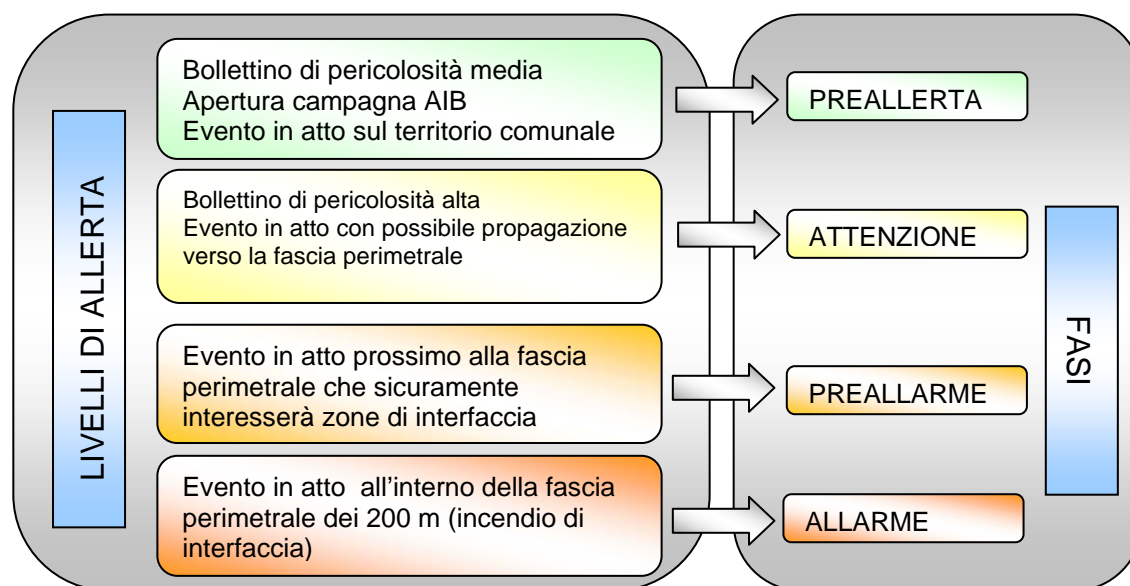 LIVELLI DI ALLERTA
Bollettino di pericolosità media
Apertura campagna AIB
Evento in atto sul territorio comunale
PREALLERTA
Bollettino di pericolosità alta
Evento in atto con possibile propagazione
verso la fascia perimetrale
ATTENZIONE
Evento in atto prossimo alla fascia
perimetrale che sicuramente
interesserà zone di interfaccia
PREALLARME
Evento in atto all'interno della fascia
perimetrale dei 200 m (incendio di
interfaccia)
ALLARME
FASI